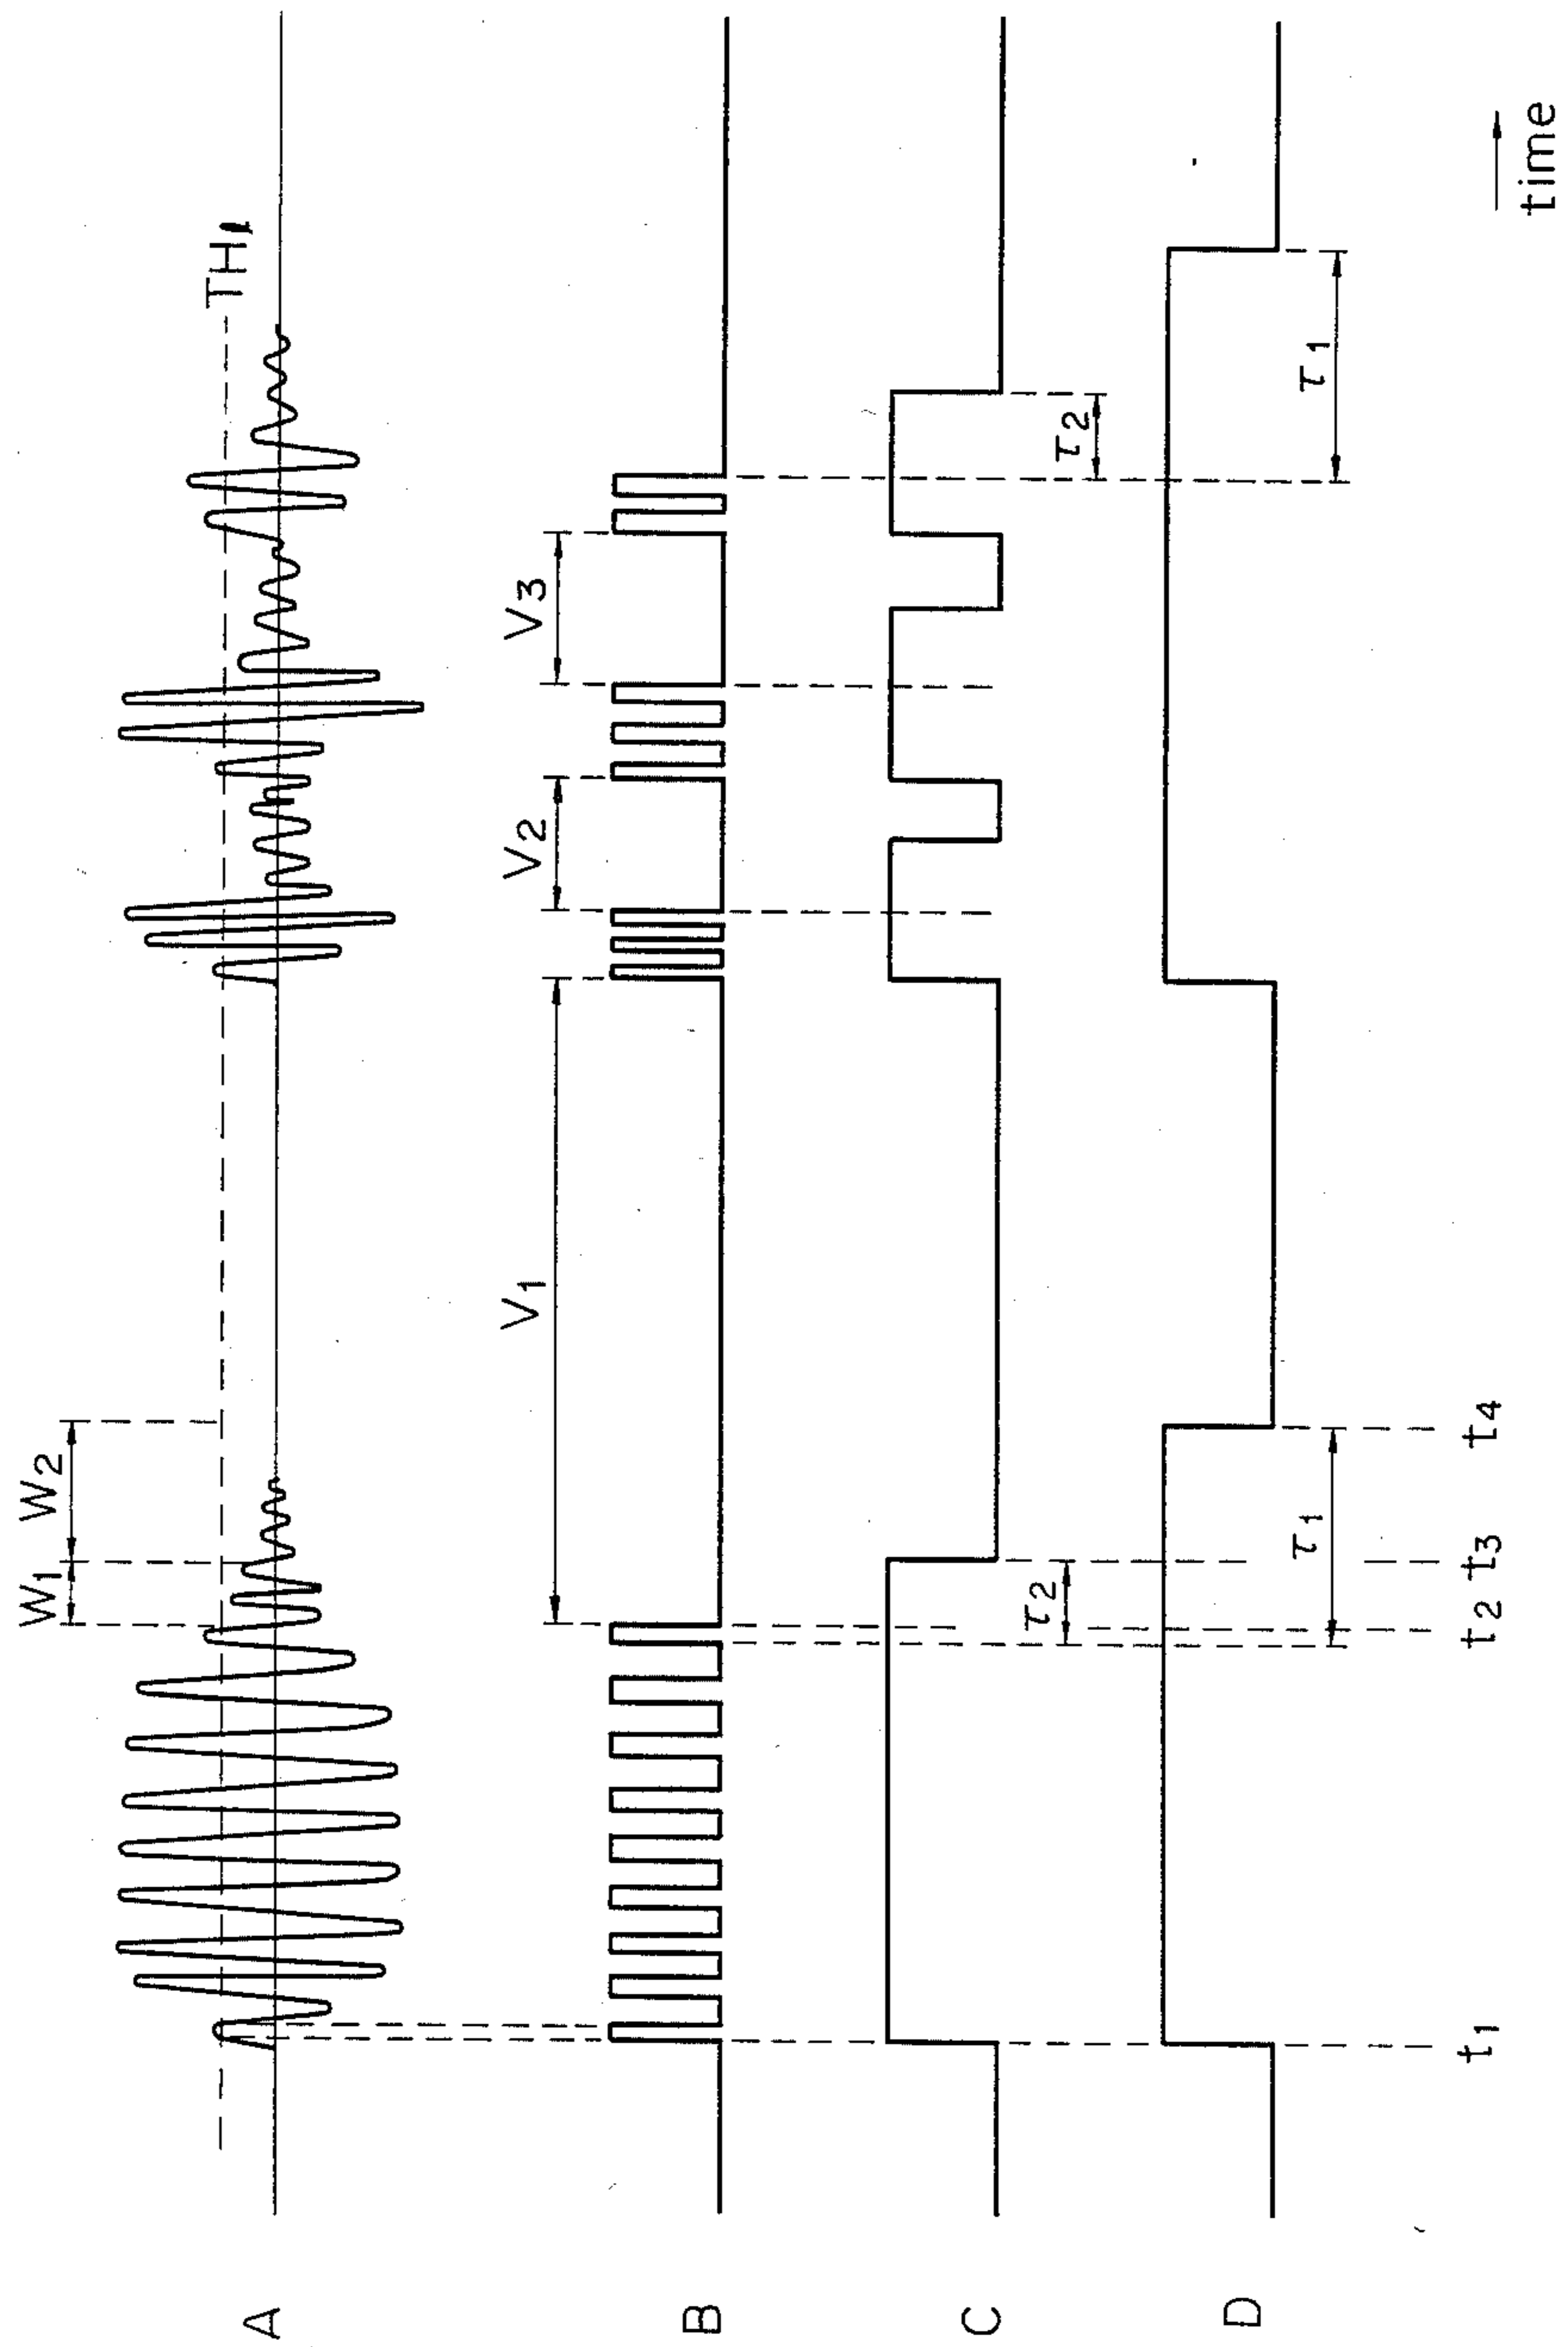 W1 W2
TH
A
V1 V2 V3
B
C
τ2 τ2
D
τ1 τ1
t1 t2 t3 t4
time